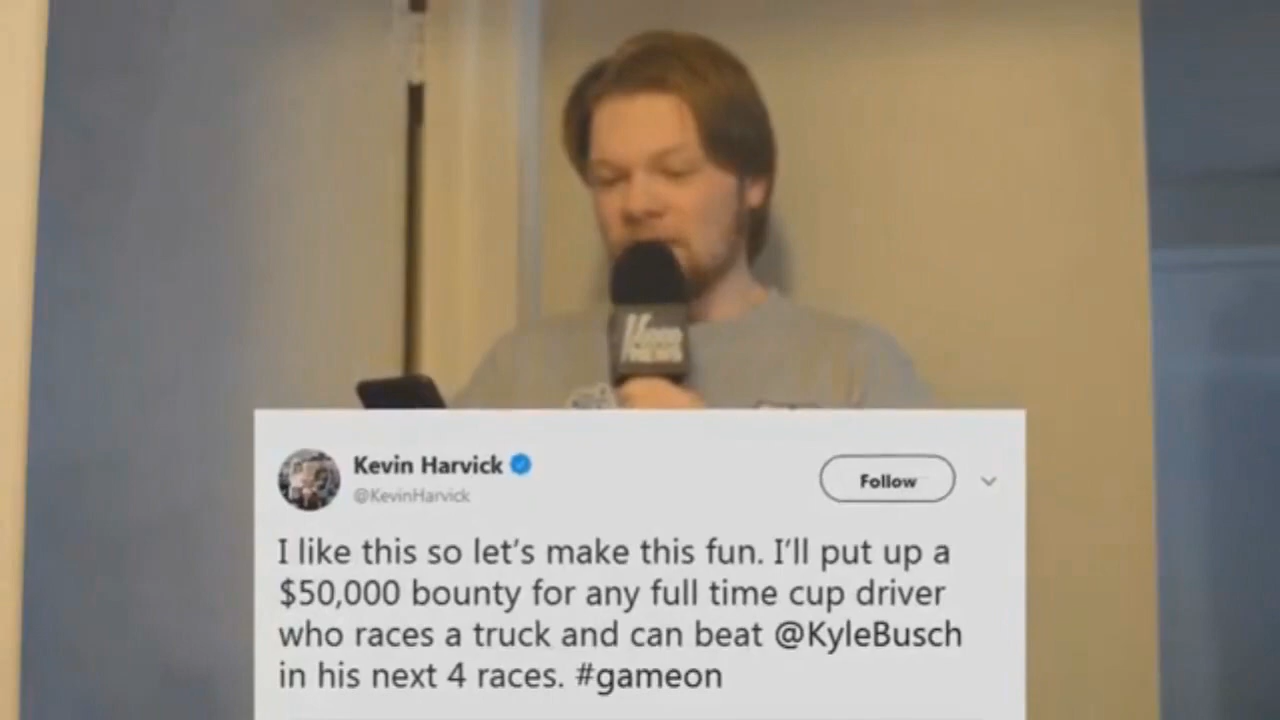 NEWS
Kevin Harvick
@KevinHarvick
Follow
I like this so let's make this fun. I'll put up a
$50,000 bounty for any full time cup driver
who races a truck and can beat @KyleBusch
in his next 4 races. #gameon